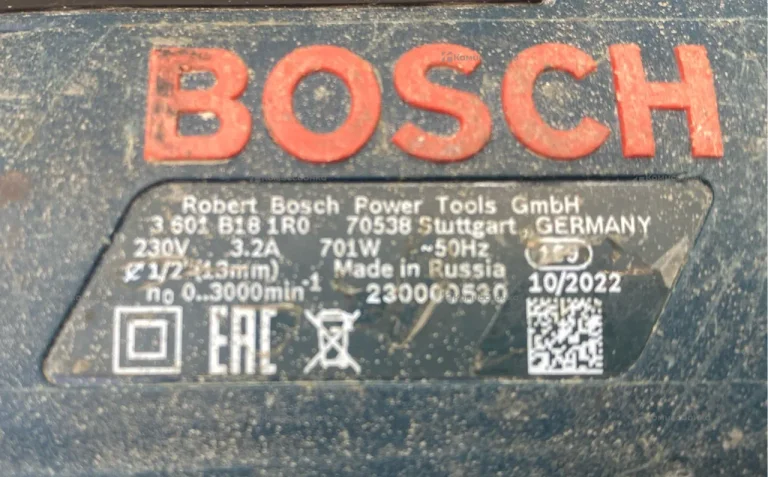 BOSCH
Robert Bosch Power Tools GmbH
3 601 B18 1R0 70538 Stuttgart, GERMANY
230V 3.2A 701W ~50Hz
⌀ 1/2" (13mm) Made in Russia
n₀ 0..3000min⁻¹ 230000530 10/2022
EAC